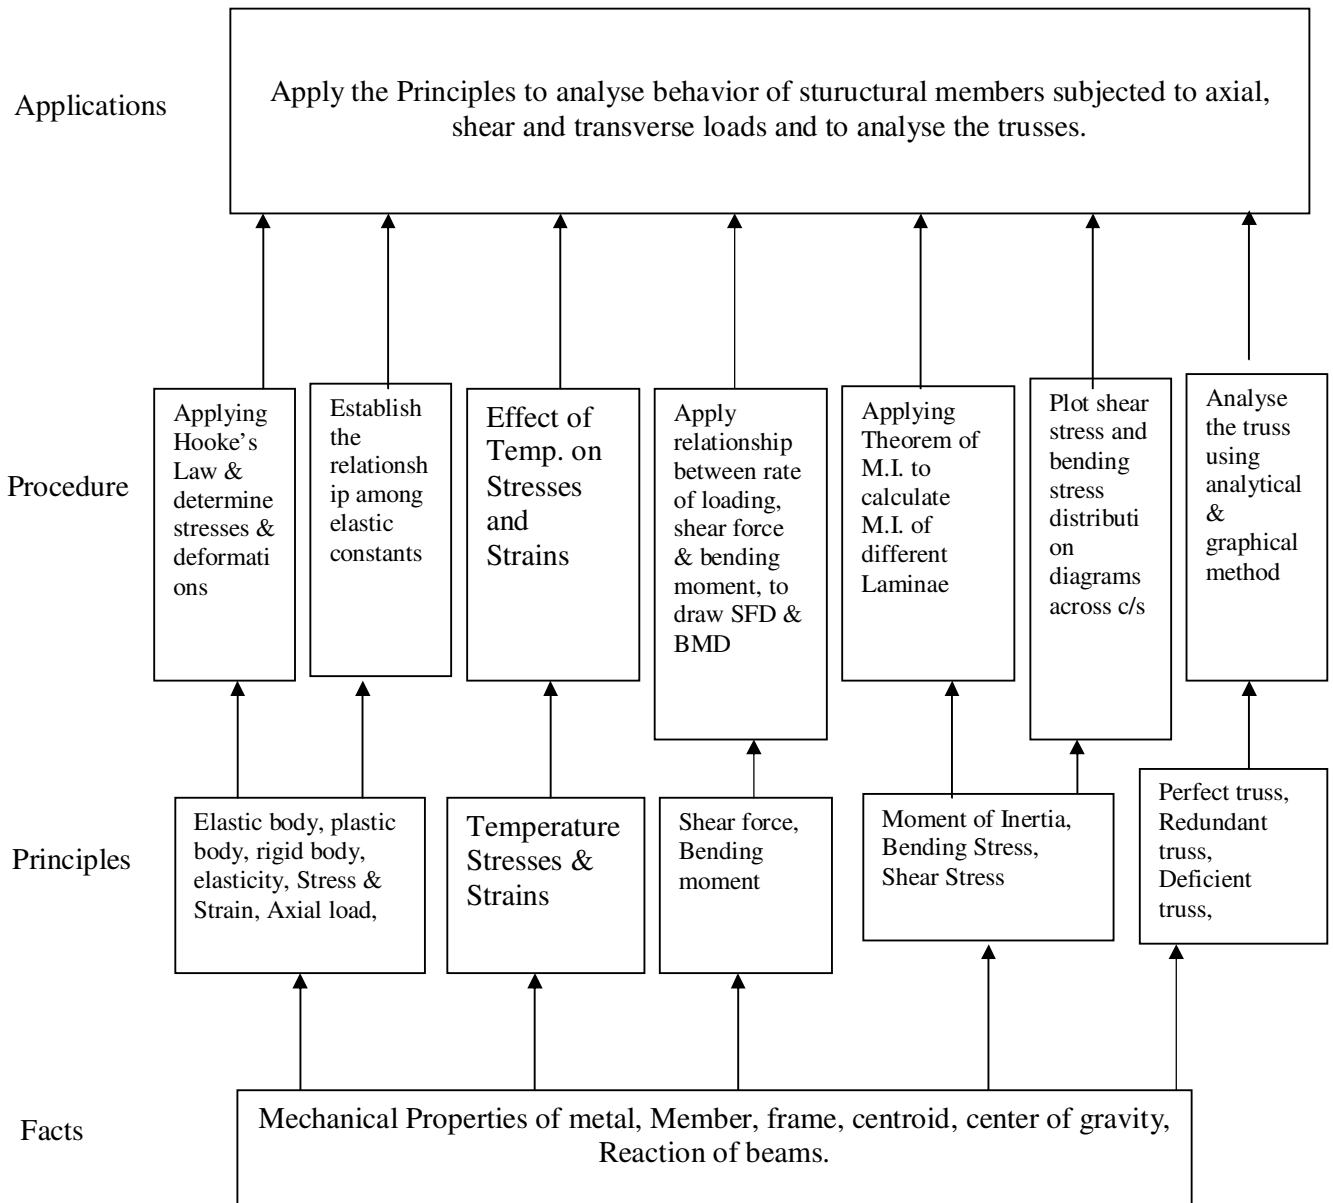 Applications
Apply the Principles to analyse behavior of sturuct​ural members subjected to axial,
shear and transverse loads and to analyse the trusses.
Procedure
Applying
Hooke’s
Law &
determine
stresses &
deformati
ons
Establish
the
relationsh
ip among
elastic
constants
Effect of
Temp. on
Stresses
and
Strains
Apply
relationship
between rate
of loading,
shear force
& bending
moment, to
draw SFD &
BMD
Applying
Theorem of
M.I. to
calculate
M.I. of
different
Laminae
Plot shear
stress and
bending
stress
distributi
on
diagrams
across c/s
Analyse
the truss
using
analytical
&
graphical
method
Principles
Elastic body, plastic
body, rigid body,
elasticity, Stress &
Strain, Axial load,
Temperature
Stresses &
Strains
Shear force,
Bending
moment
Moment of Inertia,
Bending Stress,
Shear Stress
Perfect truss,
Redundant
truss,
Deficient
truss,
Facts
Mechanical Properties of metal, Member, frame, centroid, center of gravity,
Reaction of beams.